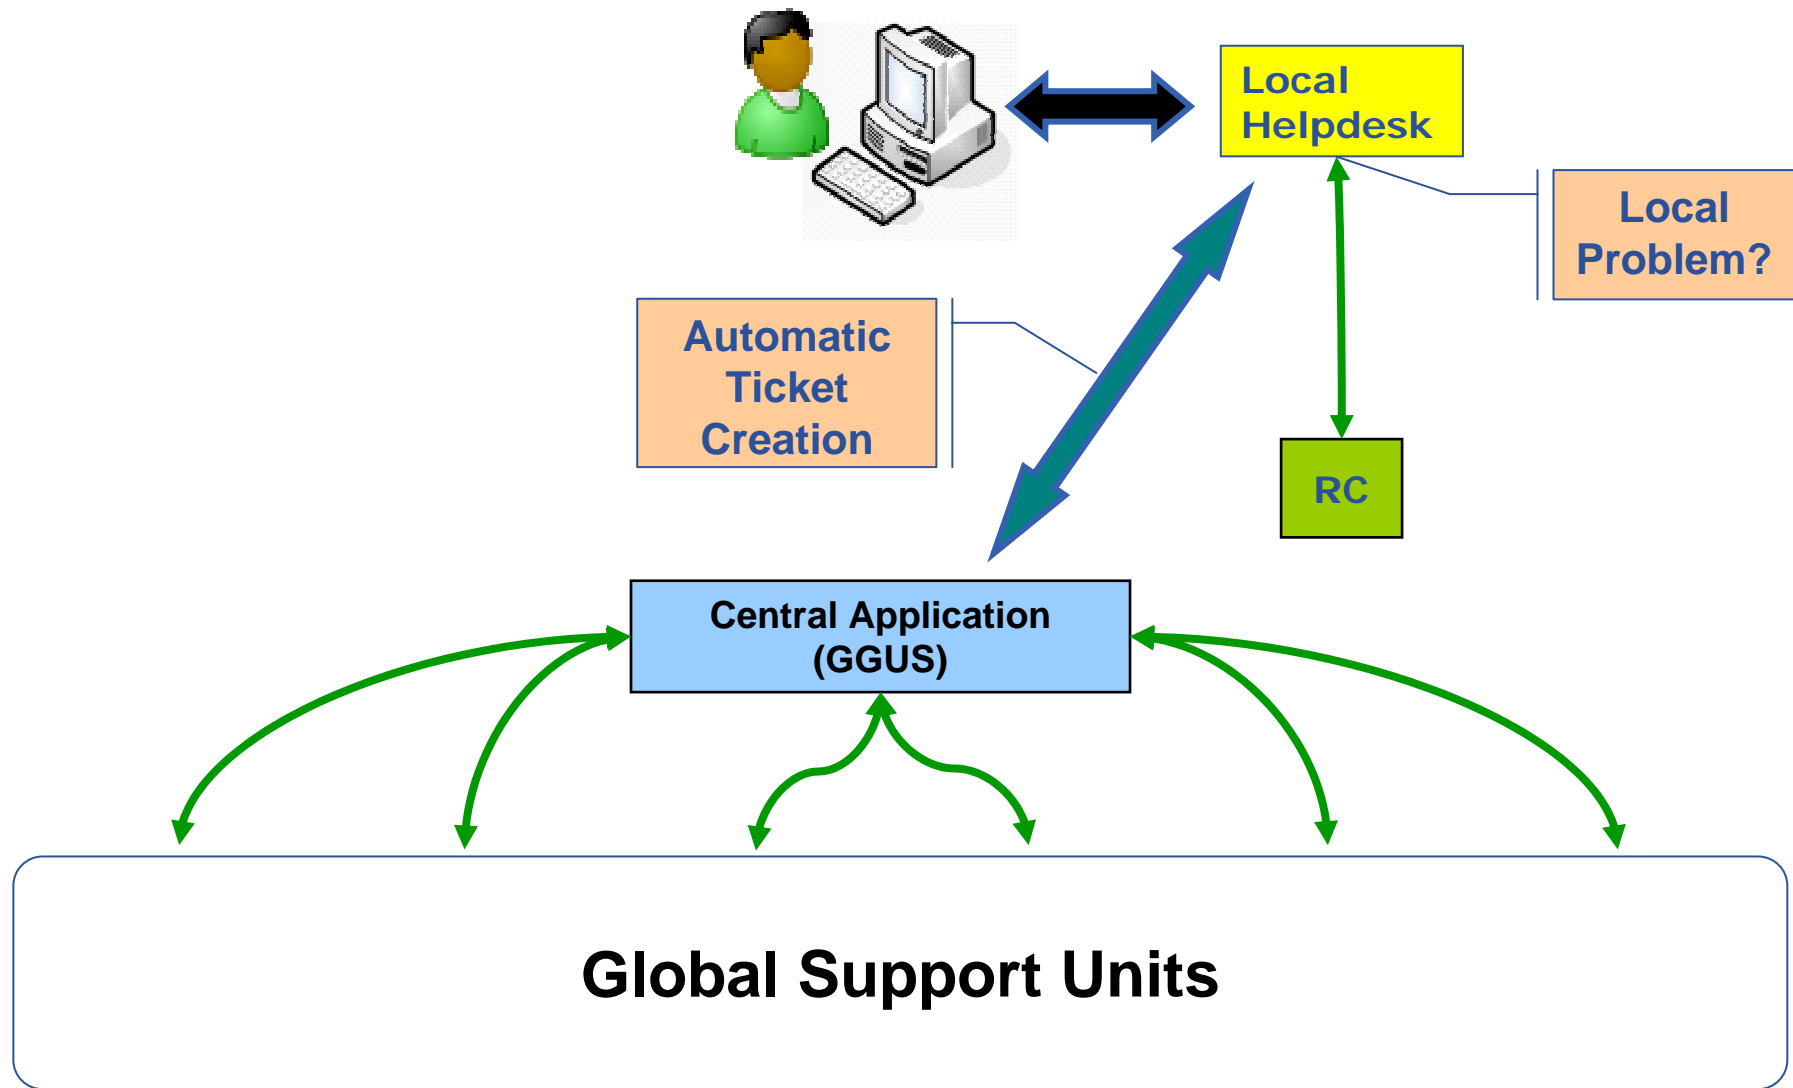 Local
Helpdesk
Local
Problem?
Automatic
Ticket
Creation
RC
Central Application
(GGUS)
Global Support Units